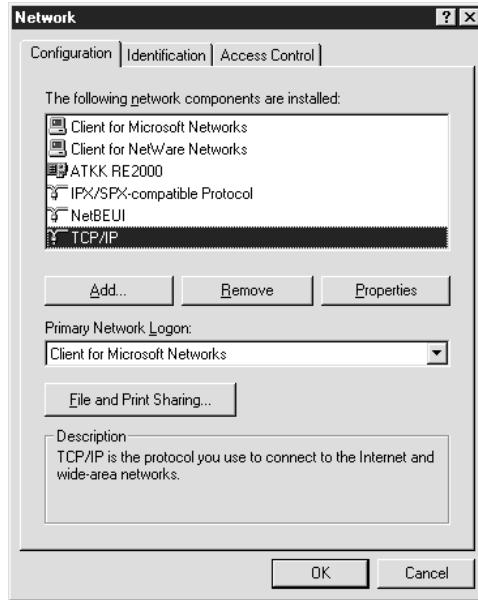 Network
Configuration Identification Access Control
The following network components are installed:
Client for Microsoft Networks
Client for NetWare Networks
ATKK RE2000
IPX/SPX-compatible Protocol
NetBEUI
TCP/IP
Add... Remove Properties
Primary Network Logon:
Client for Microsoft Networks
File and Print Sharing...
Description
TCP/IP is the protocol you use to connect to the Internet and
wide-area networks.
OK Cancel